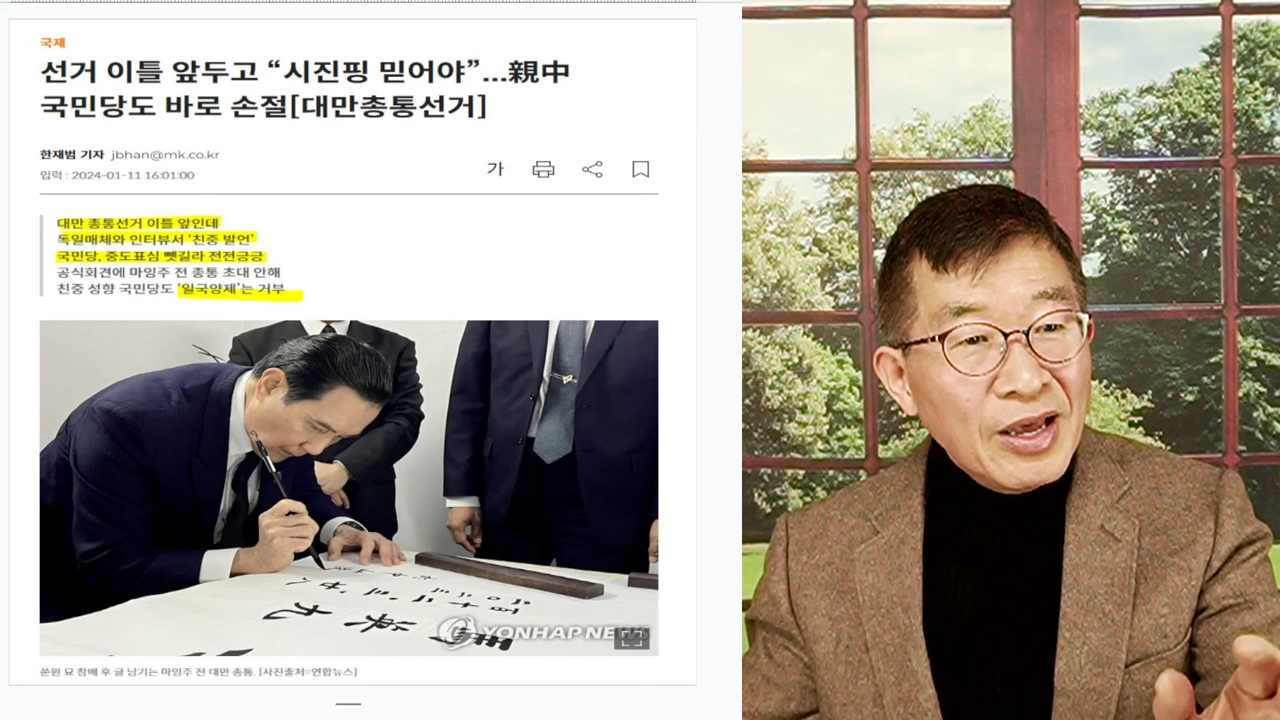 국제
선거 이틀 앞두고 “시진핑 믿어야”…親中
국민당도 바로 손절[대만총통선거]
한재범 기자 jbhan@mk.co.kr
입력 : 2024-01-11 16:01:00
가
대만 총통선거 이틀 앞인데
독일매체와 인터뷰서 '친중 발언'
국민당, 중도표심 뺏길라 전전긍긍
공식회견에 마잉주 전 총통 초대 안해
친중 성향 국민당도 '일국양제'는 거부
YONHAP NEWS
쑨원 묘 참배 후 글 남기는 마잉주 전 대만 총통. [사진출처=연합뉴스]